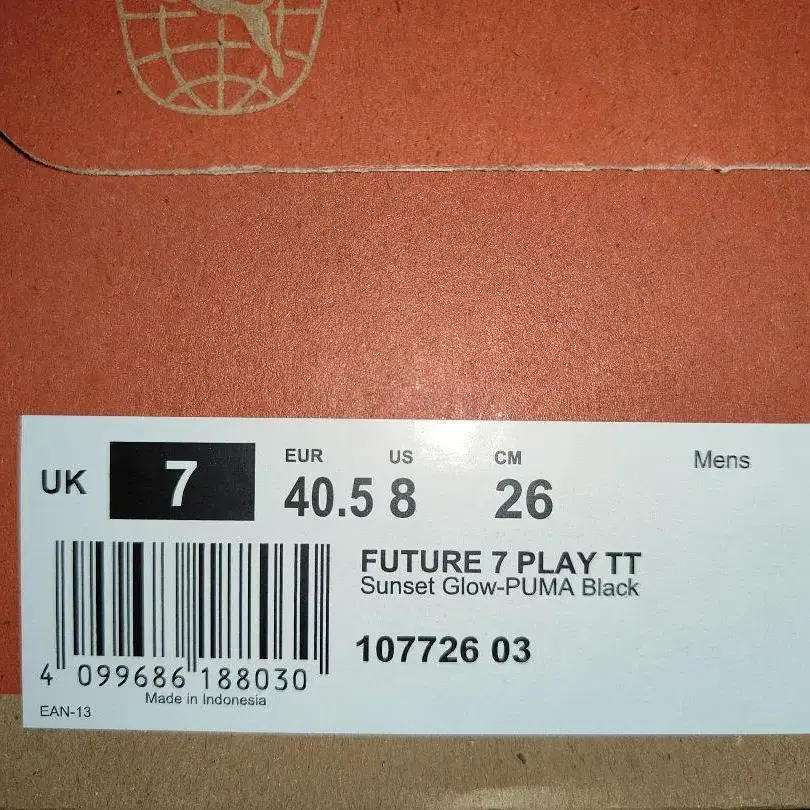 UK 7 EUR 40.5 US 8 CM 26 Mens
FUTURE 7 PLAY TT
Sunset Glow-PUMA Black
107726 03
4 099686 188030
Made in Indonesia
EAN-13